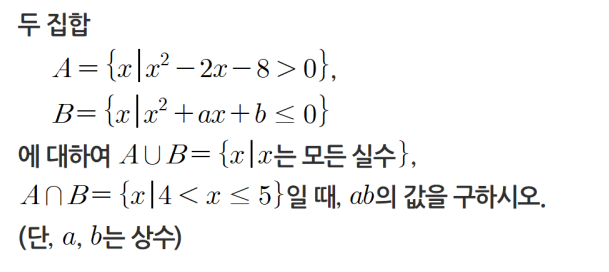 두 집합
A = {x|x² − 2x − 8 > 0},
B = {x|x² + ax + b ≤ 0}
에 대하여 A∪B = {x|x는 모든 실수},
A∩B = {x|4 < x ≤ 5}일 때, ab의 값을 구하시오.
(단, a, b는 상수)